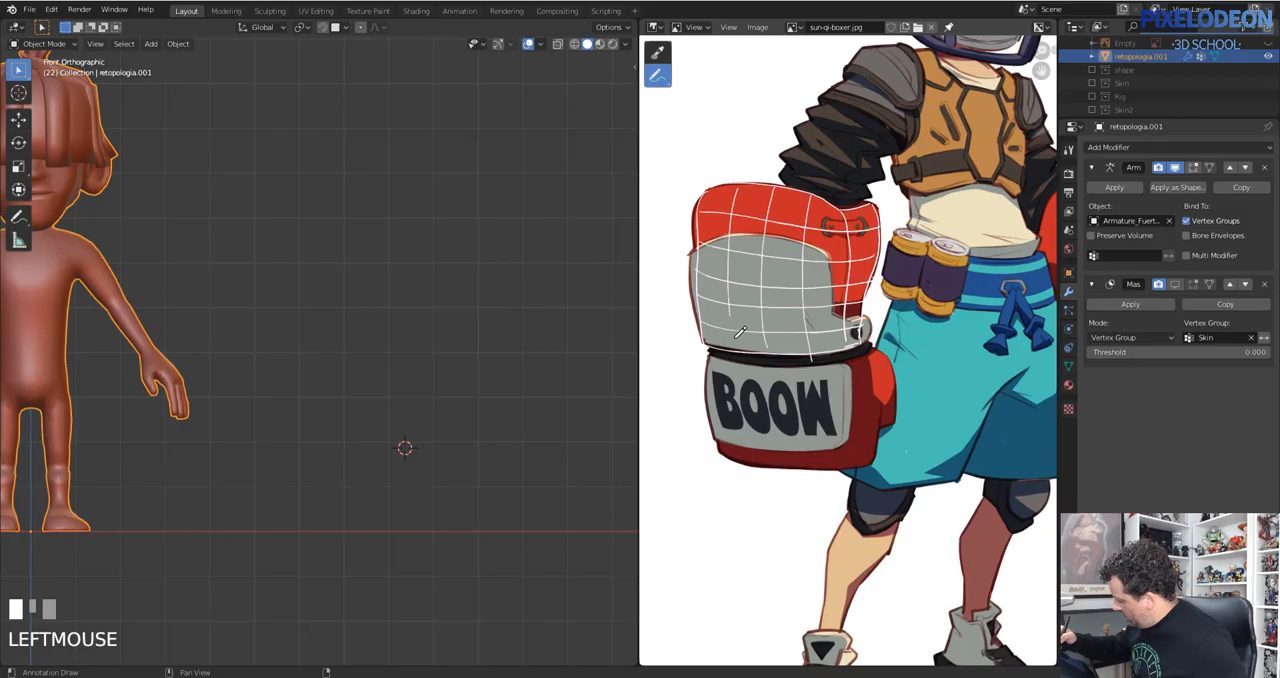 File Edit Render Window Help Layout Modeling Sculpting UV Editing Texture Paint Shading Animation Rendering Compositing Scripting + Scene View Layer
PIXELODEON
3D SCHOOL
Global Options View View Image sun-qi-boxer.jpg
Object Mode View Select Add Object
Front Orthographic
(22) Collection | retopologia.001
Empty
retopologia.001
shape
Skin
Rig
Skin2
retopologia.001
Add Modifier
Arm
Apply Apply as Shape... Copy
Object: Bind To:
Armature_Fuert... Vertex Groups
Preserve Volume Bone Envelopes
Multi Modifier
Mas
Apply Copy
Mode: Vertex Group:
Vertex Group Skin
Threshold 0.000
BOOM
LEFTMOUSE
Annotation Draw Pan View